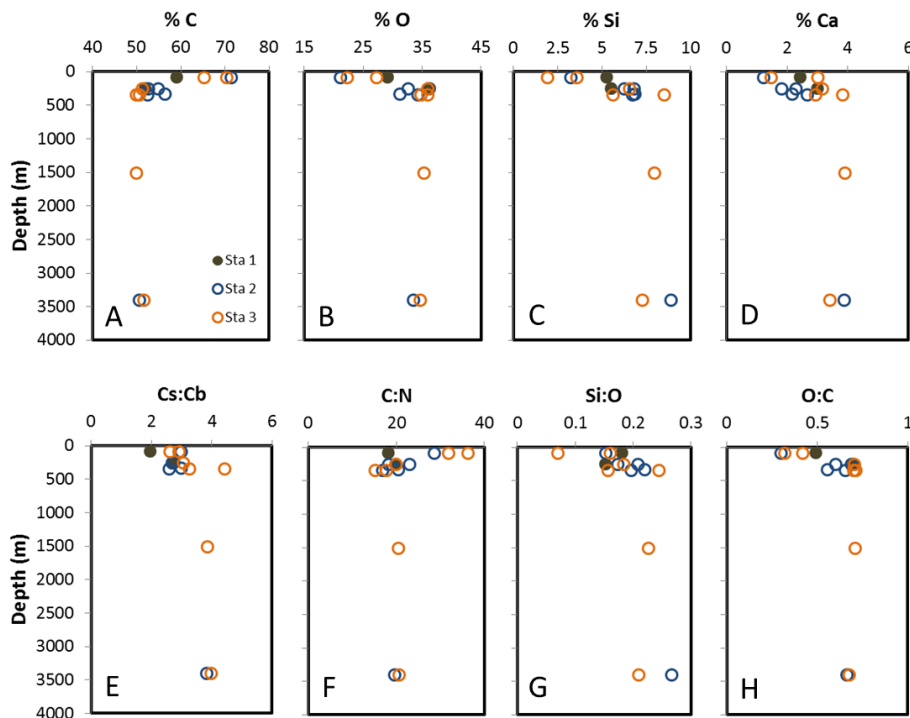 % C
% O
% Si
% Ca
40 50 60 70 80
15 25 35 45
0 2.5 5 7.5 10
0 2 4 6
0
500
1000
1500
2000
2500
3000
3500
4000
Depth (m)
Sta 1
Sta 2
Sta 3
A
B
C
D
Cs:Cb
C:N
Si:O
O:C
0 2 4 6
0 20 40
0 0.1 0.2 0.3
0 0.5 1
0
500
1000
1500
2000
2500
3000
3500
4000
Depth (m)
E
F
G
H